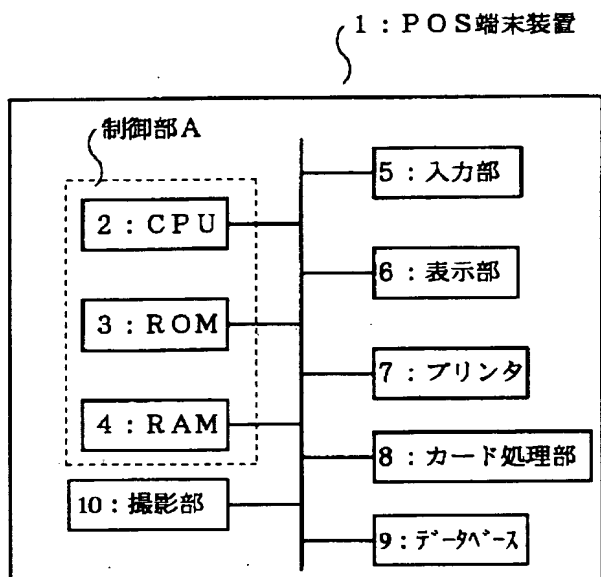 1:POS端末装置
制御部A
2:CPU
3:ROM
4:RAM
10:撮影部
5:入力部
6:表示部
7:プリンタ
8:カード処理部
9:データベース